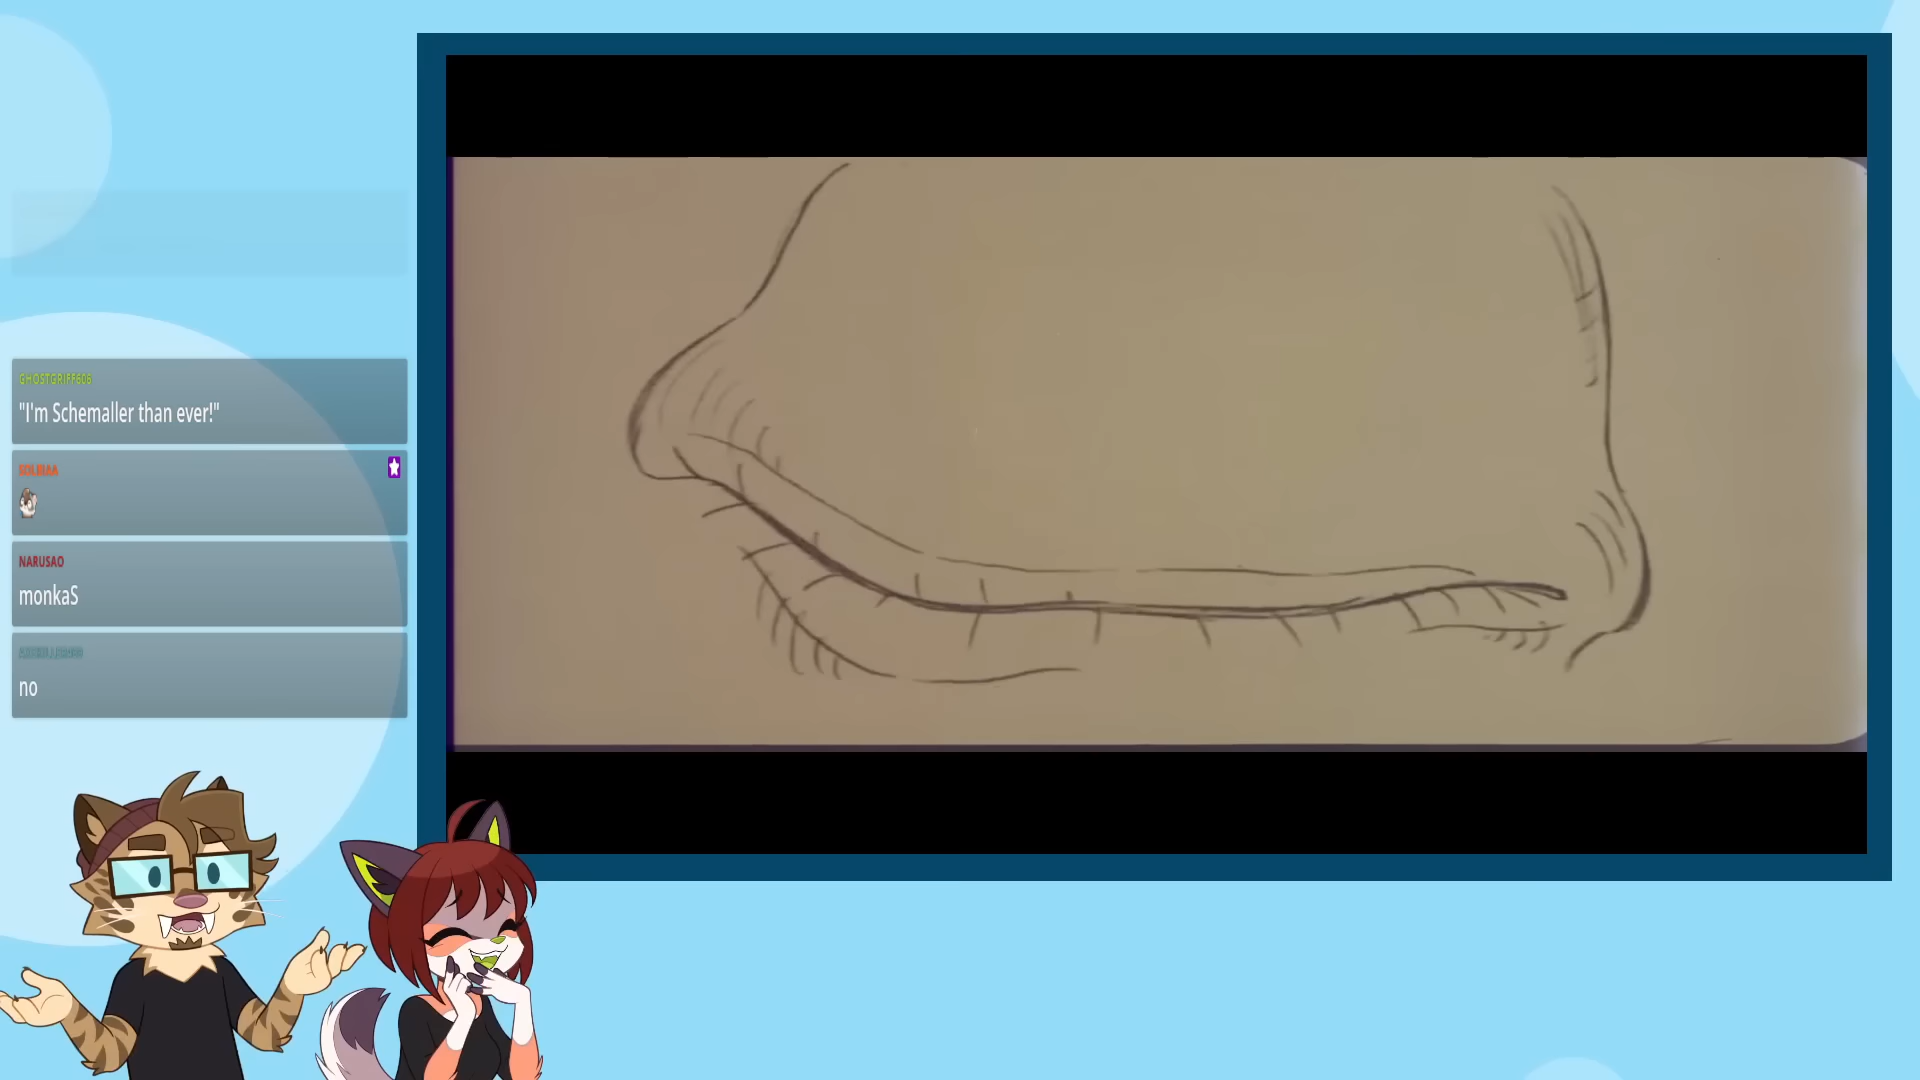 GHOSTGRIFF606
"I'm Schemaller than ever!"
NARUSAO
monkaS
no